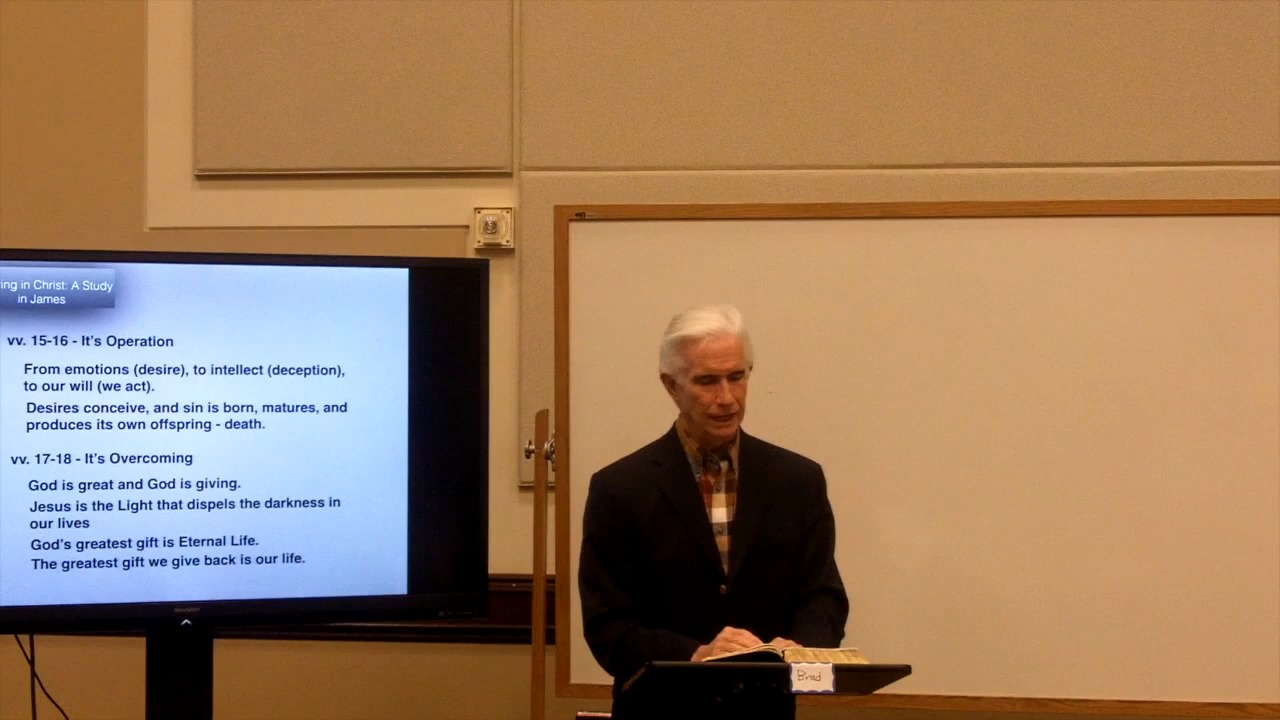 ing in Christ: A Study
in James
vv. 15-16 - It's Operation
From emotions (desire), to intellect (deception),
to our will (we act).
Desires conceive, and sin is born, matures, and
produces its own offspring - death.
vv. 17-18 - It's Overcoming
God is great and God is giving.
Jesus is the Light that dispels the darkness in
our lives
God's greatest gift is Eternal Life.
The greatest gift we give back is our life.
Brad